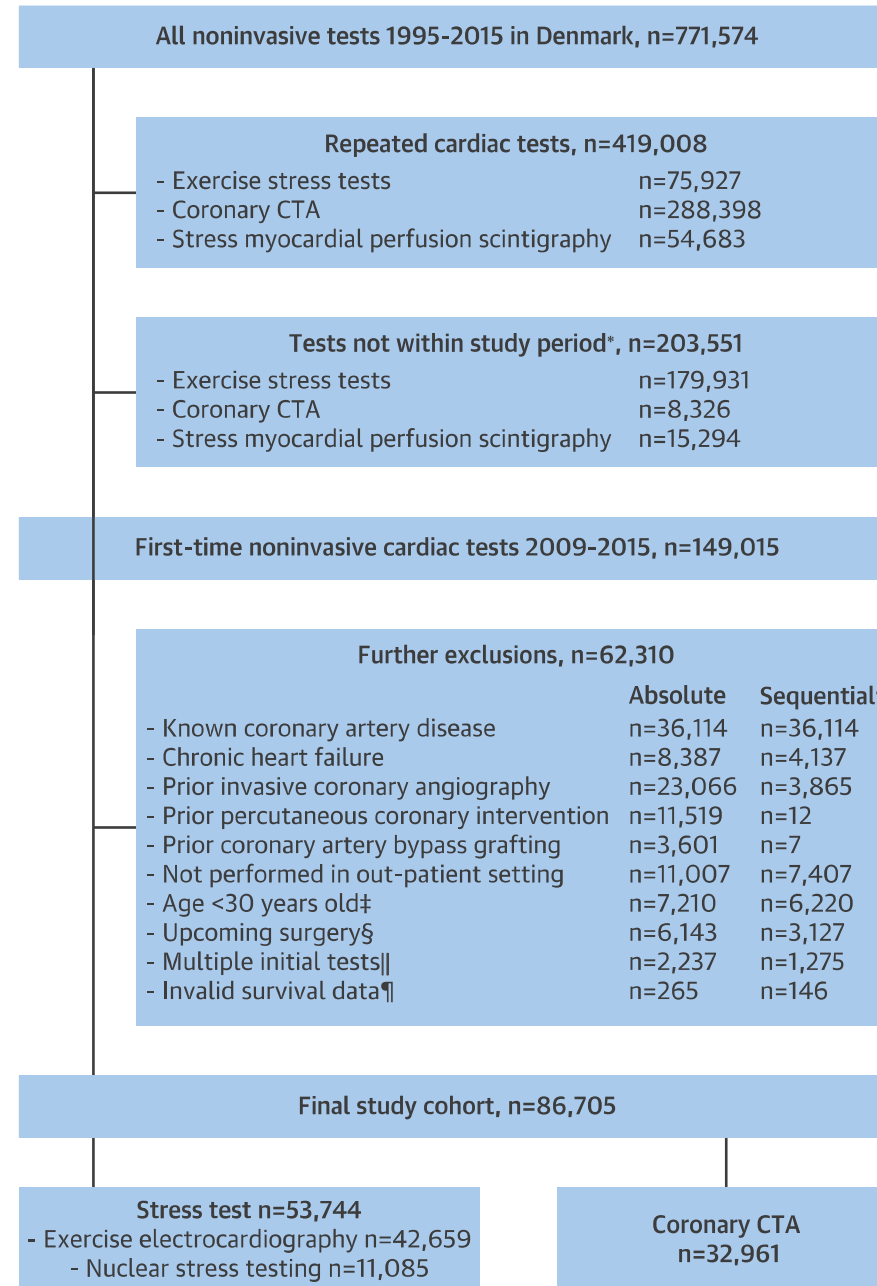 All noninvasive tests 1995-2015 in Denmark, n=771,574
Repeated cardiac tests, n=419,008
- Exercise stress tests n=75,927
- Coronary CTA n=288,398
- Stress myocardial perfusion scintigraphy n=54,683
Tests not within study period*, n=203,551
- Exercise stress tests n=179,931
- Coronary CTA n=8,326
- Stress myocardial perfusion scintigraphy n=15,294
First-time noninvasive cardiac tests 2009-2015, n=149,015
Further exclusions, n=62,310
Absolute Sequential
- Known coronary artery disease n=36,114 n=36,114
- Chronic heart failure n=8,387 n=4,137
- Prior invasive coronary angiography n=23,066 n=3,865
- Prior percutaneous coronary intervention n=11,519 n=12
- Prior coronary artery bypass grafting n=3,601 n=7
- Not performed in out-patient setting n=11,007 n=7,407
- Age <30 years old‡ n=7,210 n=6,220
- Upcoming surgery§ n=6,143 n=3,127
- Multiple initial tests|| n=2,237 n=1,275
- Invalid survival data¶ n=265 n=146
Final study cohort, n=86,705
Stress test n=53,744
- Exercise electrocardiography n=42,659
- Nuclear stress testing n=11,085
Coronary CTA
n=32,961